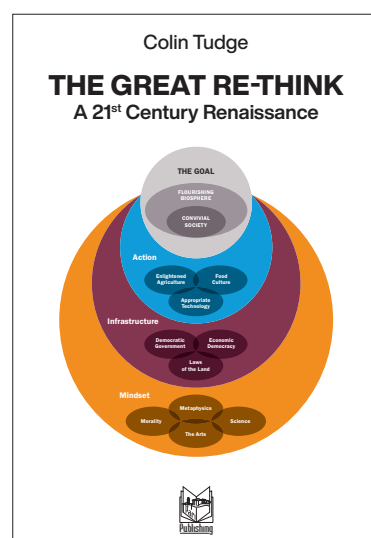 Colin Tudge
THE GREAT RE-THINK
A 21st Century Renaissance
THE GOAL
FLOURISHING
BIOSPHERE
CONVIVIAL
SOCIETY
Action
Enlightened
Agriculture
Food
Culture
Appropriate
Technology
Infrastructure
Democratic
Government
Economic
Democracy
Laws
of the Land
Mindset
Metaphysics
Morality
Science
The Arts
Publishing